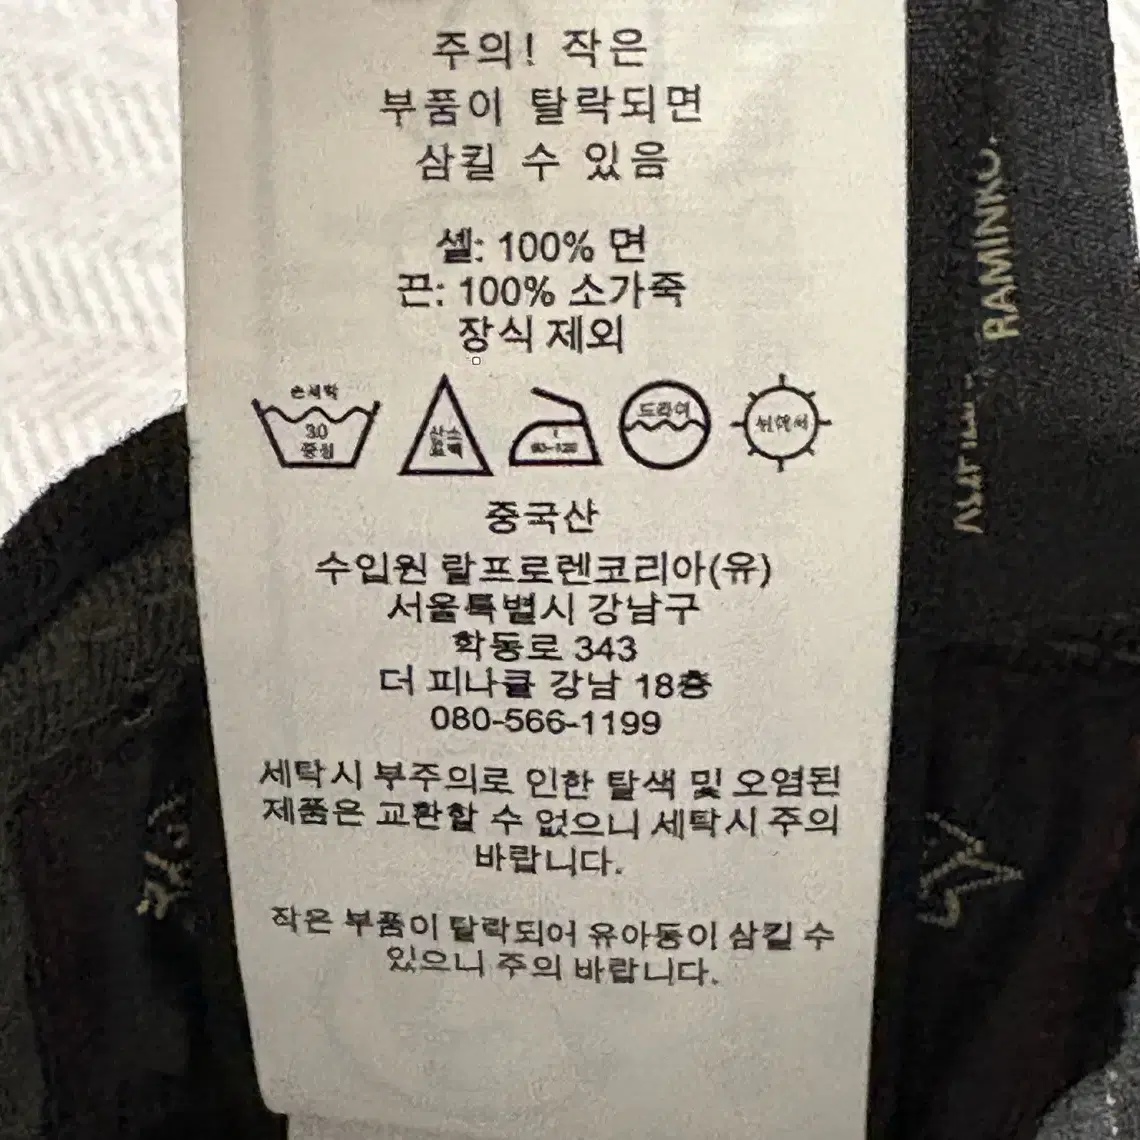 주의! 작은
부품이 탈락되면
삼킬 수 있음
셀: 100% 면
끈: 100% 소가죽
장식 제외
손세탁
30
중성
산소
표백
80-120
드라이
뉘어서
중국산
수입원 랄프로렌코리아(유)
서울특별시 강남구
학동로 343
더 피나클 강남 18층
080-566-1199
세탁시 부주의로 인한 탈색 및 오염된
제품은 교환할 수 없으니 세탁시 주의
바랍니다.
작은 부품이 탈락되어 유아동이 삼킬 수
있으니 주의 바랍니다.
RAMINKO.